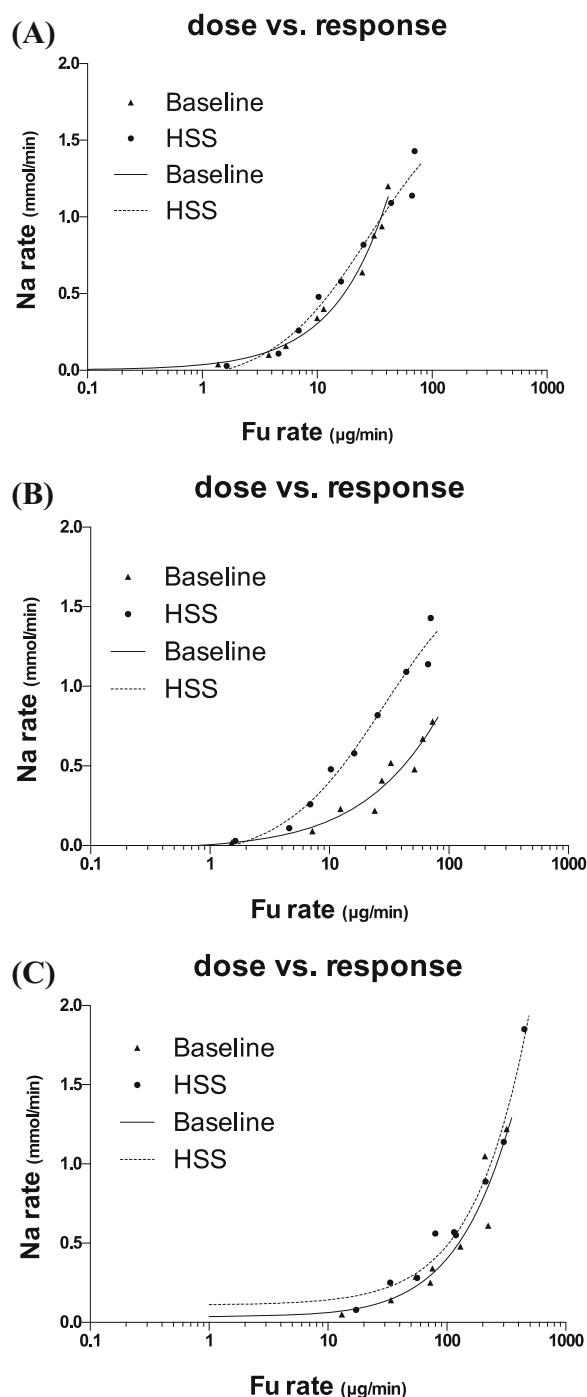 (A)
dose vs. response
2.0
1.5
1.0
0.5
0.0
Na rate (mmol/min)
Baseline
HSS
Baseline
HSS
0.1 1 10 100 1000
Fu rate (µg/min)
(B)
dose vs. response
2.0
1.5
1.0
0.5
0.0
Na rate (mmol/min)
Baseline
HSS
Baseline
HSS
0.1 1 10 100 1000
Fu rate (µg/min)
(C)
dose vs. response
2.0
1.5
1.0
0.5
0.0
Na rate (mmol/min)
Baseline
HSS
Baseline
HSS
0.1 1 10 100 1000
Fu rate (µg/min)